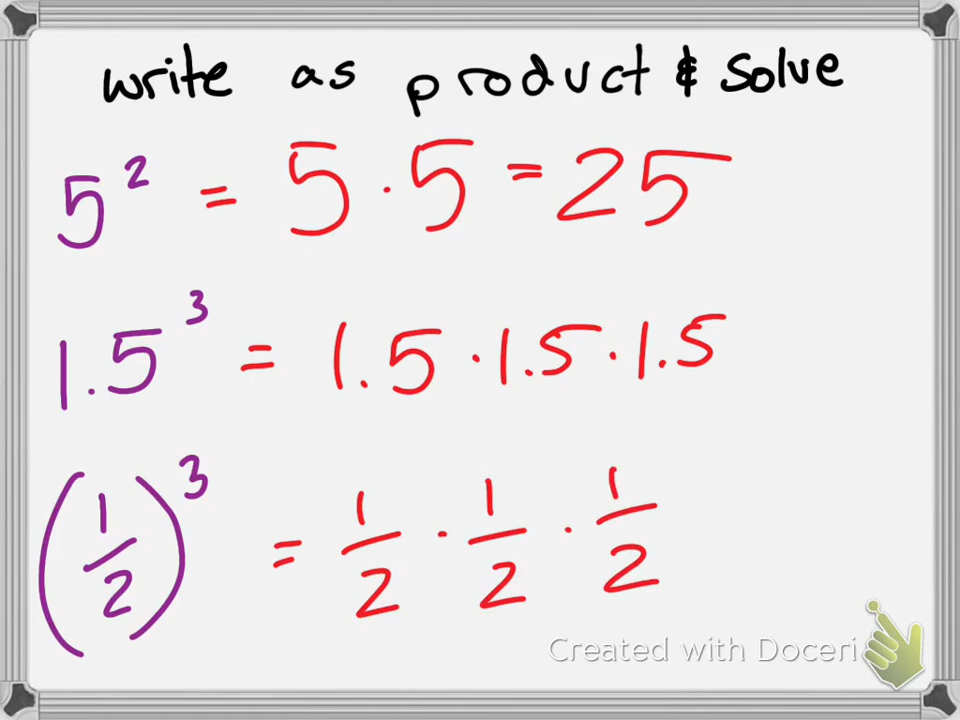 write as product & solve
5² = 5 · 5 = 25
1.5³ = 1.5 · 1.5 · 1.5
(1/2)³ = 1/2 · 1/2 · 1/2
Created with Doceri